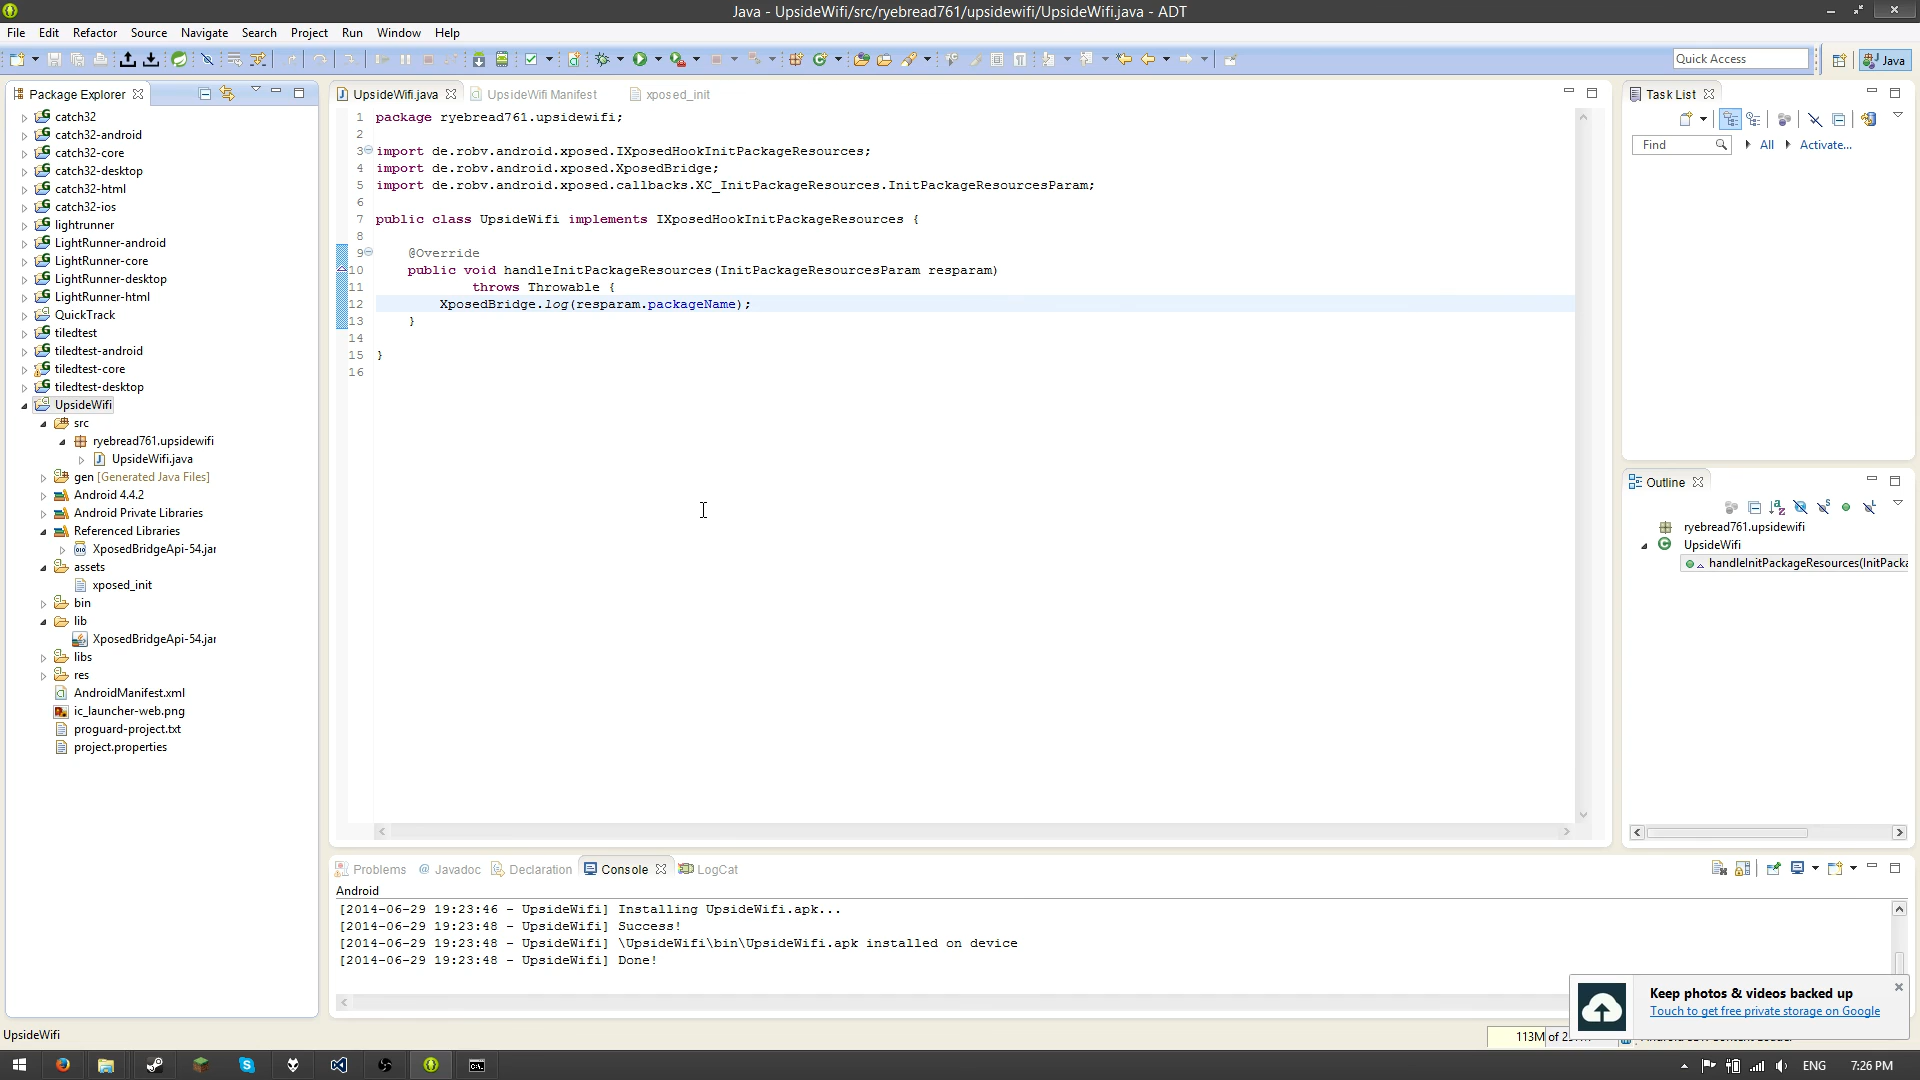 Java - UpsideWifi/src/ryebread761/upsidewifi/UpsideWifi.java - ADT
File Edit Refactor Source Navigate Search Project Run Window Help
Quick Access
Java
Package Explorer
catch32
catch32-android
catch32-core
catch32-desktop
catch32-html
catch32-ios
lightrunner
LightRunner-android
LightRunner-core
LightRunner-desktop
LightRunner-html
QuickTrack
tiledtest
tiledtest-android
tiledtest-core
tiledtest-desktop
UpsideWifi
src
ryebread761.upsidewifi
UpsideWifi.java
gen [Generated Java Files]
Android 4.4.2
Android Private Libraries
Referenced Libraries
XposedBridgeApi-54.jar
assets
xposed_init
bin
lib
XposedBridgeApi-54.jar
libs
res
AndroidManifest.xml
ic_launcher-web.png
proguard-project.txt
project.properties
UpsideWifi.java UpsideWifi Manifest xposed_init
1 package ryebread761.upsidewifi;
2
3 import de.robv.android.xposed.IXposedHookInitPackageResources;
4 import de.robv.android.xposed.XposedBridge;
5 import de.robv.android.xposed.callbacks.XC_InitPackageResources.InitPackageResourcesParam;
6
7 public class UpsideWifi implements IXposedHookInitPackageResources {
8
9 @Override
10 public void handleInitPackageResources(InitPackageResourcesParam resparam)
11 throws Throwable {
12 XposedBridge.log(resparam.packageName);
13 }
14
15 }
16
Task List
Find All Activate...
Outline
ryebread761.upsidewifi
UpsideWifi
handleInitPackageResources(InitPacka
Problems @ Javadoc Declaration Console LogCat
Android
[2014-06-29 19:23:46 - UpsideWifi] Installing UpsideWifi.apk...
[2014-06-29 19:23:48 - UpsideWifi] Success!
[2014-06-29 19:23:48 - UpsideWifi] \UpsideWifi\bin\UpsideWifi.apk installed on device
[2014-06-29 19:23:48 - UpsideWifi] Done!
Keep photos & videos backed up
Touch to get free private storage on Google
UpsideWifi
113M of
ENG 7:26 PM